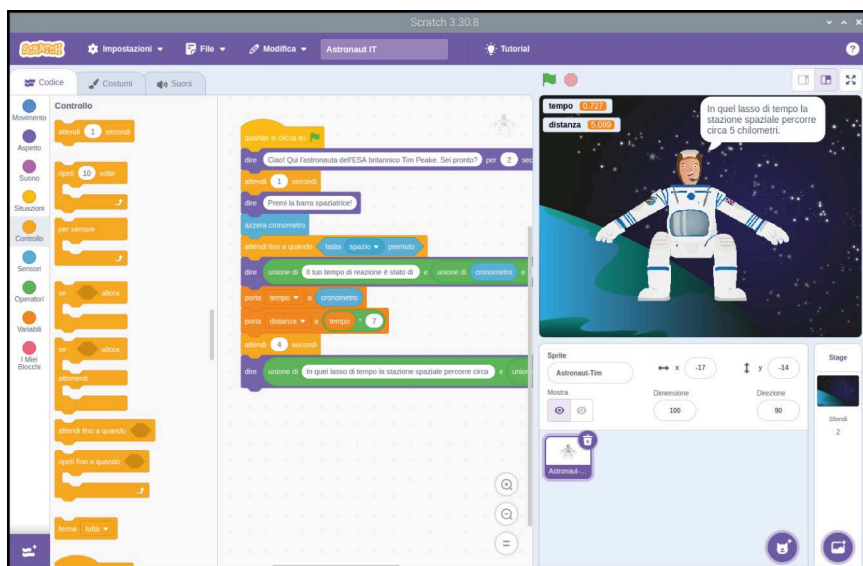 Scratch 3.30.8
SCRATCH Impostazioni File Modifica Astronaut IT Tutorial ?
Codice Costumi Suoni
Movimento
Aspetto
Suono
Situazioni
Controllo
Sensori
Operatori
Variabili
I Miei
Blocchi
Controllo
attendi 1 secondi
ripeti 10 volte
per sempre
se allora
se allora
altrimenti
attendi fino a quando
ripeti fino a quando
ferma tutto
quando si clicca su
dire Ciao! Qui l'astronauta dell'ESA britannico Tim Peake. Sei pronto? per 2 sec
attendi 1 secondi
dire Premi la barra spaziatrice!
azzera cronometro
attendi fino a quando tasto spazio premuto
dire unione di Il tuo tempo di reazione è stato di e unione di cronometro e
porta tempo a cronometro
porta distanza a tempo * 7
attendi 4 secondi
dire unione di In quel lasso di tempo la stazione spaziale percorre circa e union
tempo 0.727
distanza 5.089
In quel lasso di tempo la
stazione spaziale percorre
circa 5 chilometri.
Sprite
Astronaut-Tim x -17 y -14
Mostra Dimensione Direzione
100 90
Astronaut-...
Stage
Sfondi
2